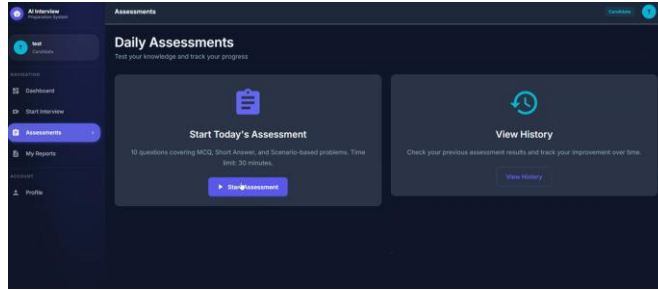 AI Interview
Preparation System
T
test
Candidate
NAVIGATION
Dashboard
Start Interview
Assessments
My Reports
ACCOUNT
Profile
Assessments
Candidate
T
Daily Assessments
Test your knowledge and track your progress
Start Today's Assessment
10 questions covering MCQ, Short Answer, and Scenario-based problems. Time
limit: 30 minutes.
Start Assessment
View History
Check your previous assessment results and track your improvement over time.
View History